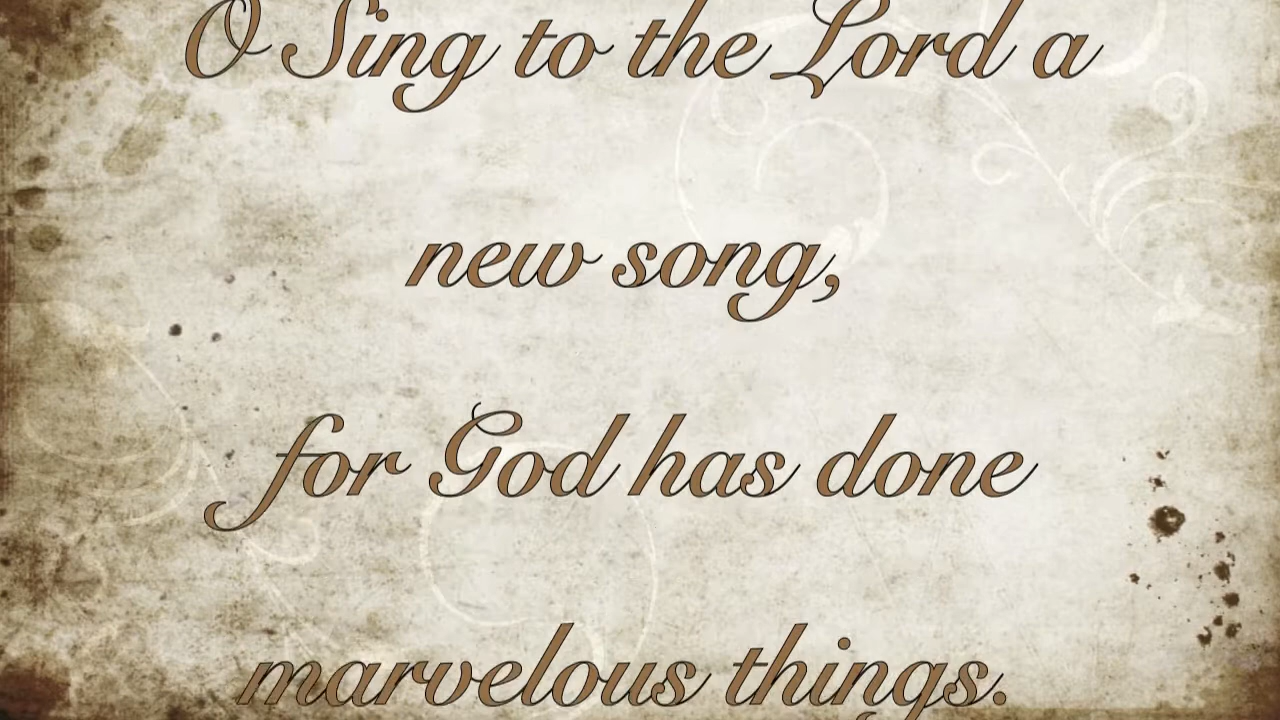 O Sing to the Lord a
new song,
for God has done
marvelous things.